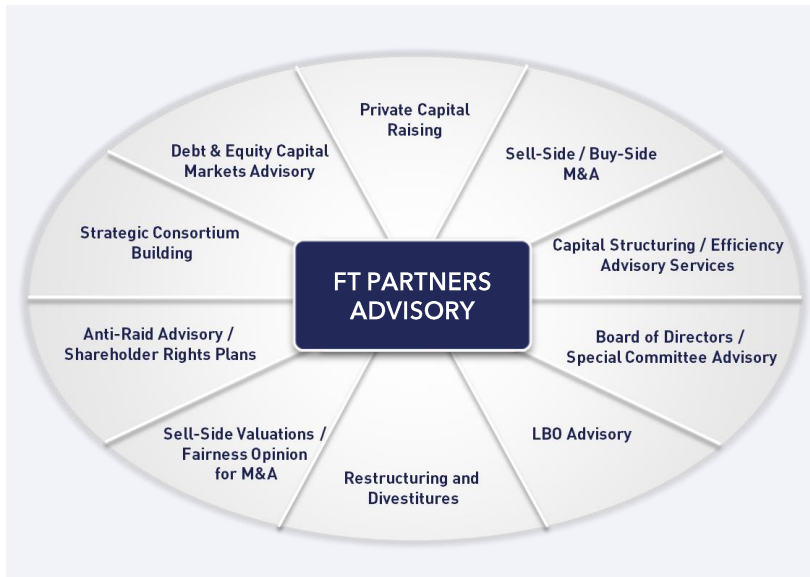 Private Capital
Raising
Debt & Equity Capital
Markets Advisory
Sell-Side / Buy-Side
M&A
Strategic Consortium
Building
Capital Structuring / Efficiency
Advisory Services
FT PARTNERS
ADVISORY
Anti-Raid Advisory /
Shareholder Rights Plans
Board of Directors /
Special Committee Advisory
Sell-Side Valuations /
Fairness Opinion
for M&A
LBO Advisory
Restructuring and
Divestitures